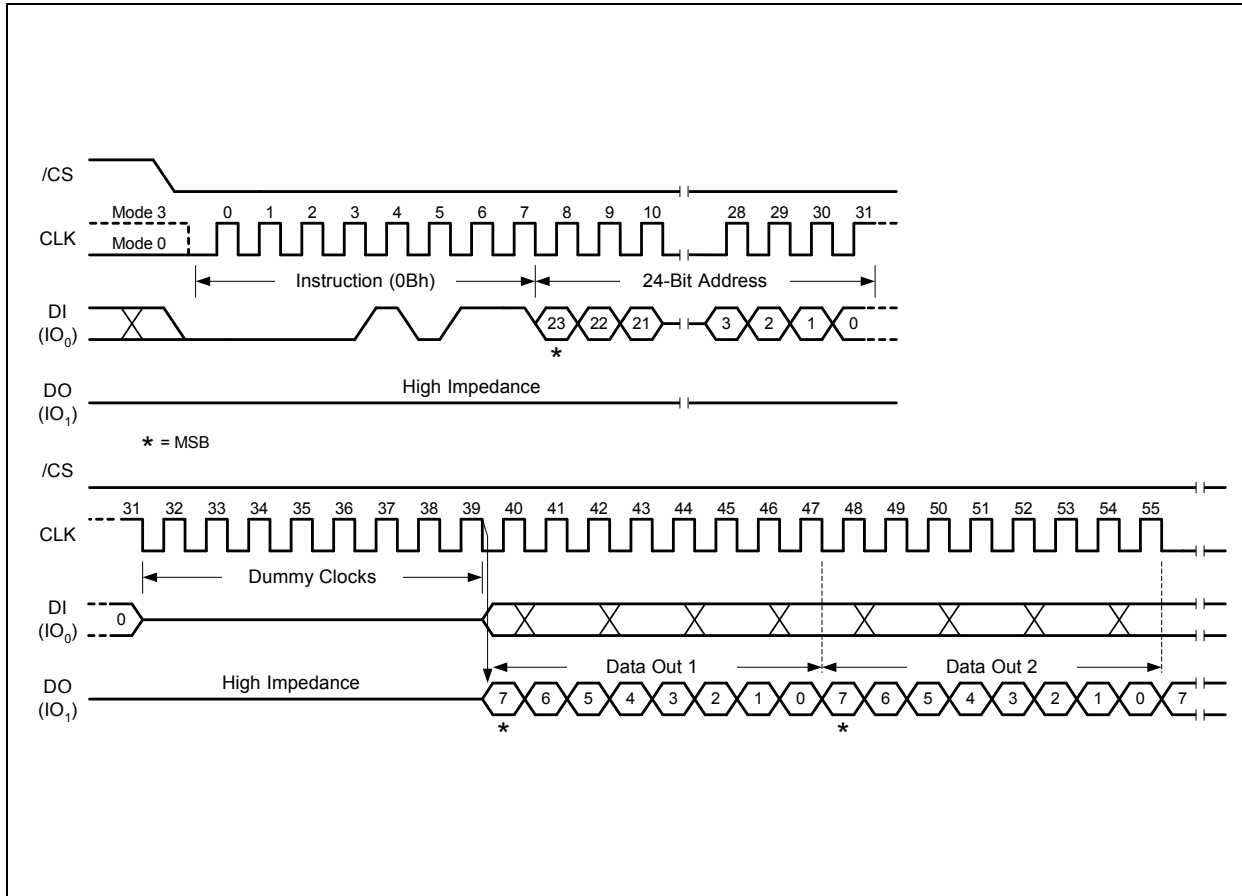 /CS
Mode 3 0 1 2 3 4 5 6 7 8 9 10 28 29 30 31
CLK
Mode 0
Instruction (0Bh) 24-Bit Address
DI
(IO0)
23 22 21 3 2 1 0
*
DO
(IO1)
High Impedance
* = MSB
/CS
31 32 33 34 35 36 37 38 39 40 41 42 43 44 45 46 47 48 49 50 51 52 53 54 55
CLK
Dummy Clocks
DI
(IO0)
0
Data Out 1 Data Out 2
DO
(IO1)
High Impedance
7 6 5 4 3 2 1 0 7 6 5 4 3 2 1 0 7
* *